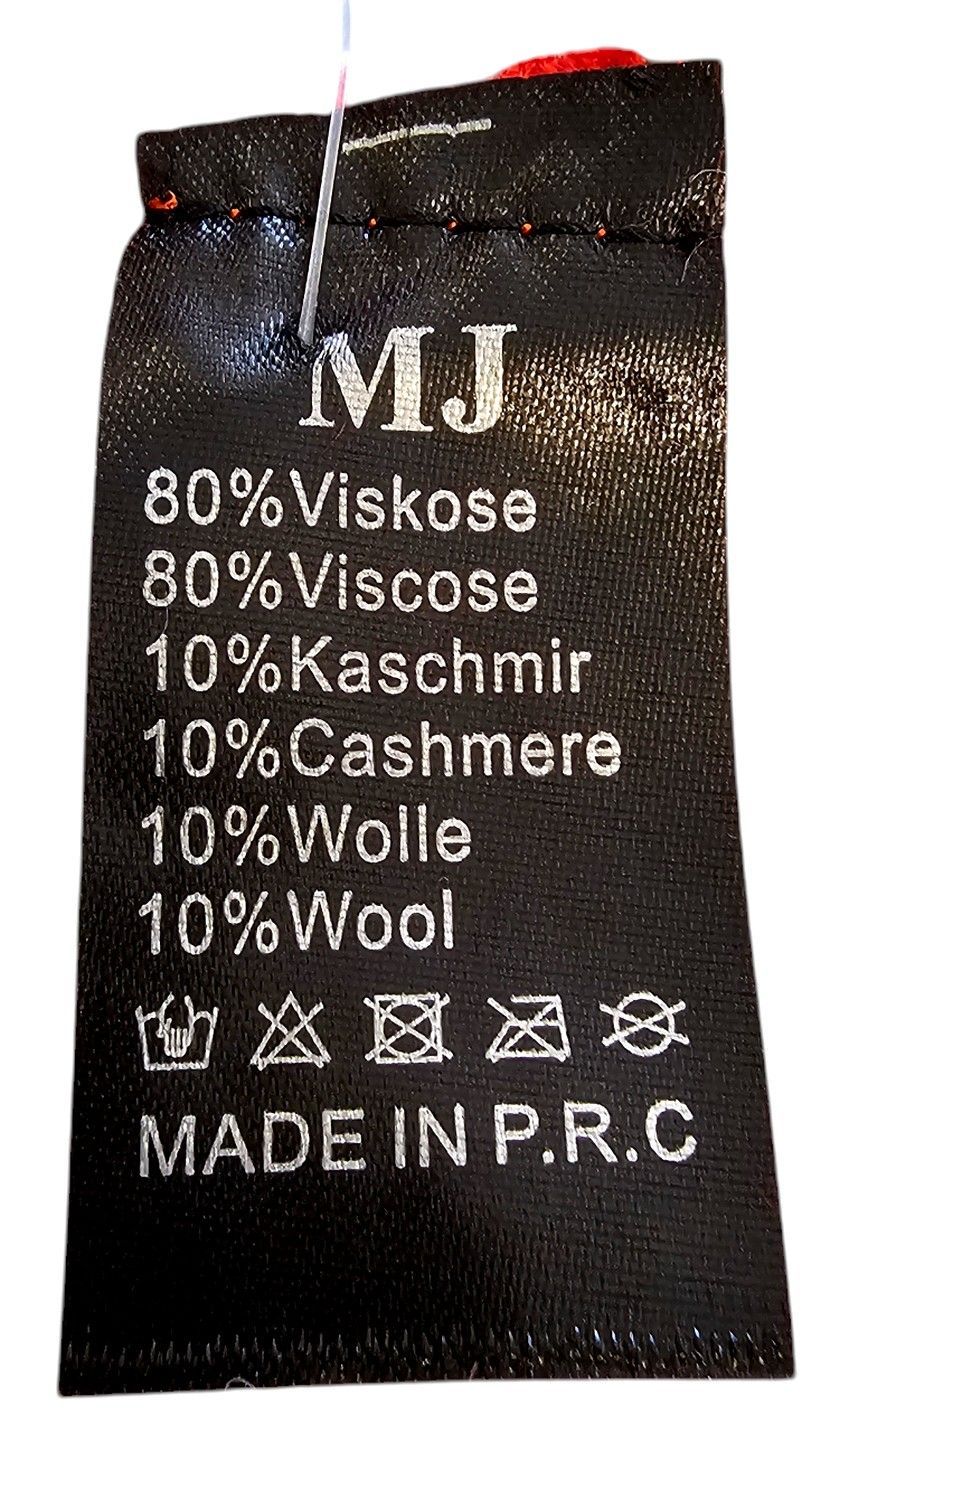 MJ
80%Viskose
80%Viscose
10%Kaschmir
10%Cashmere
10%Wolle
10%Wool
MADE IN P.R.C